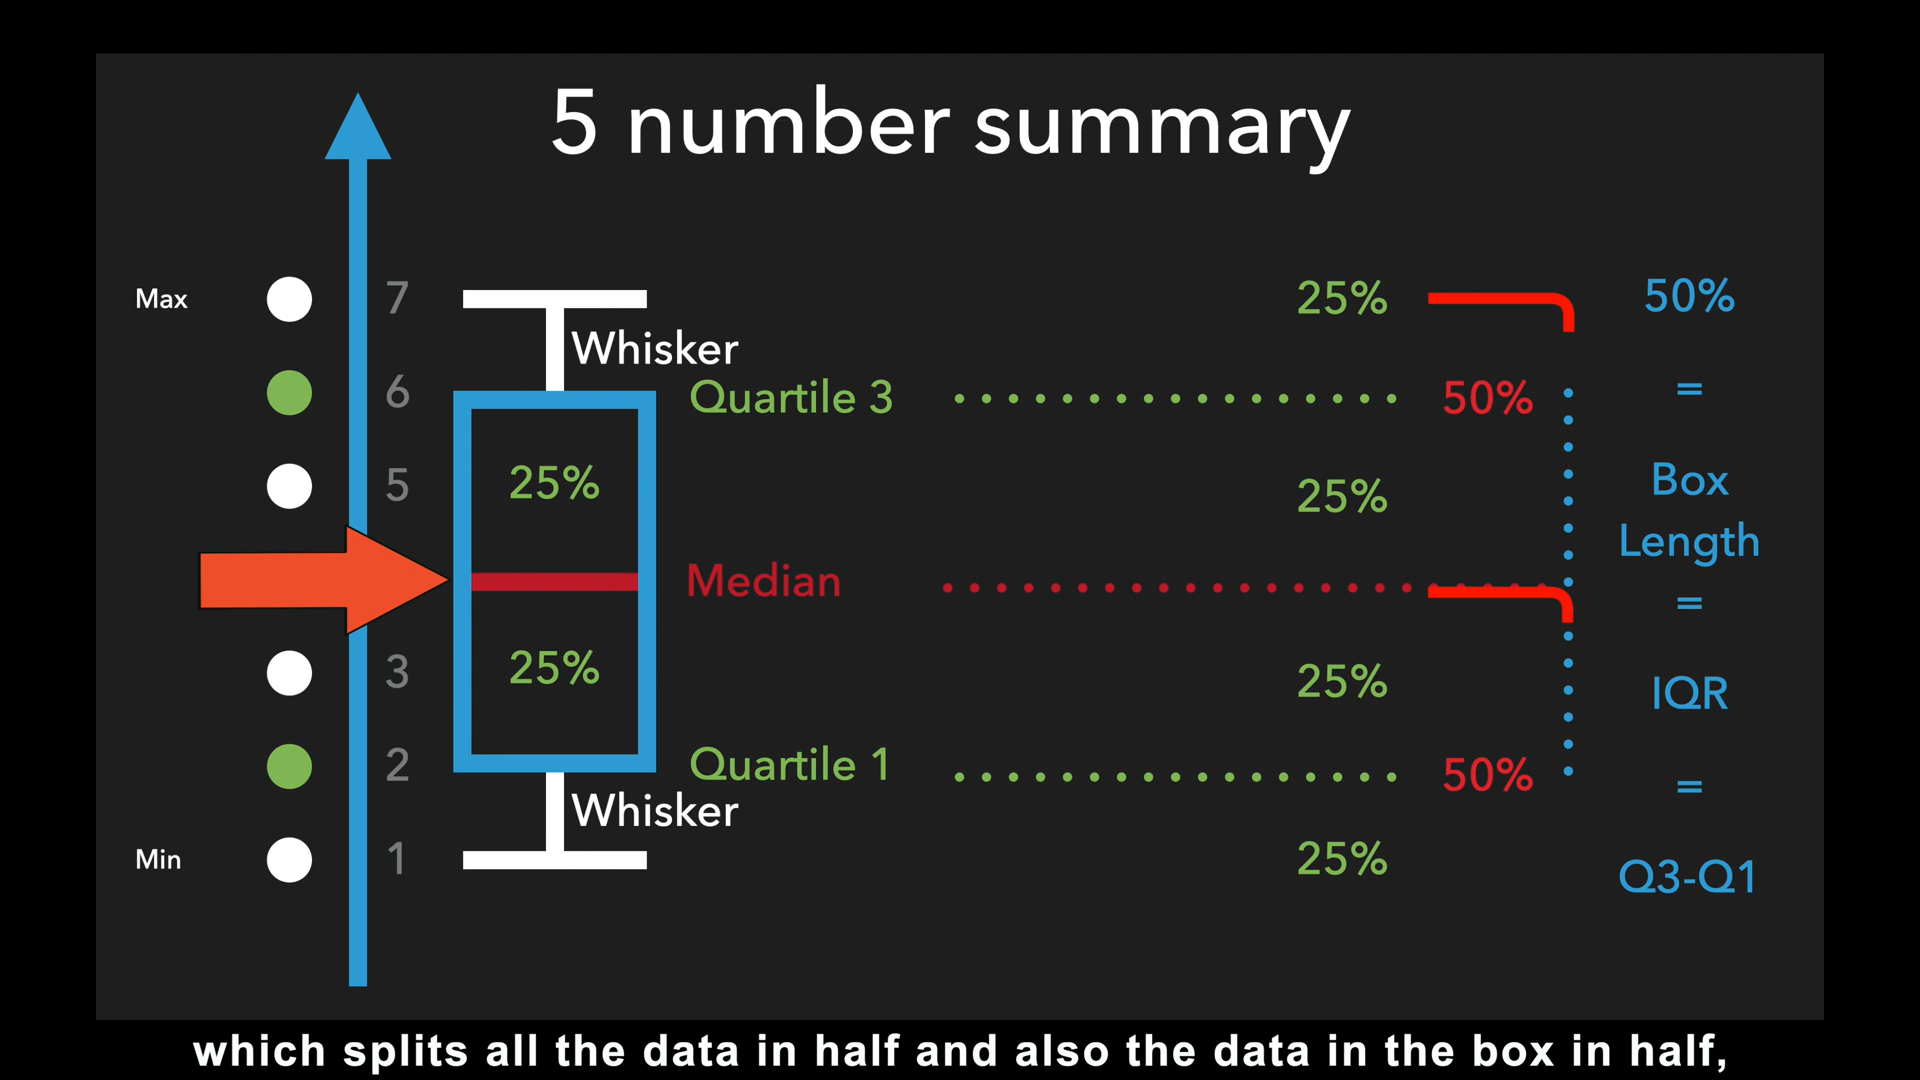 5 number summary
Max
7
25%
50%
Whisker
6
Quartile 3
50%
=
5
25%
25%
Box
Length
Median
=
3
25%
25%
IQR
2
Quartile 1
50%
=
Whisker
Min
1
25%
Q3-Q1
which splits all the data in half and also the data in the box in half,